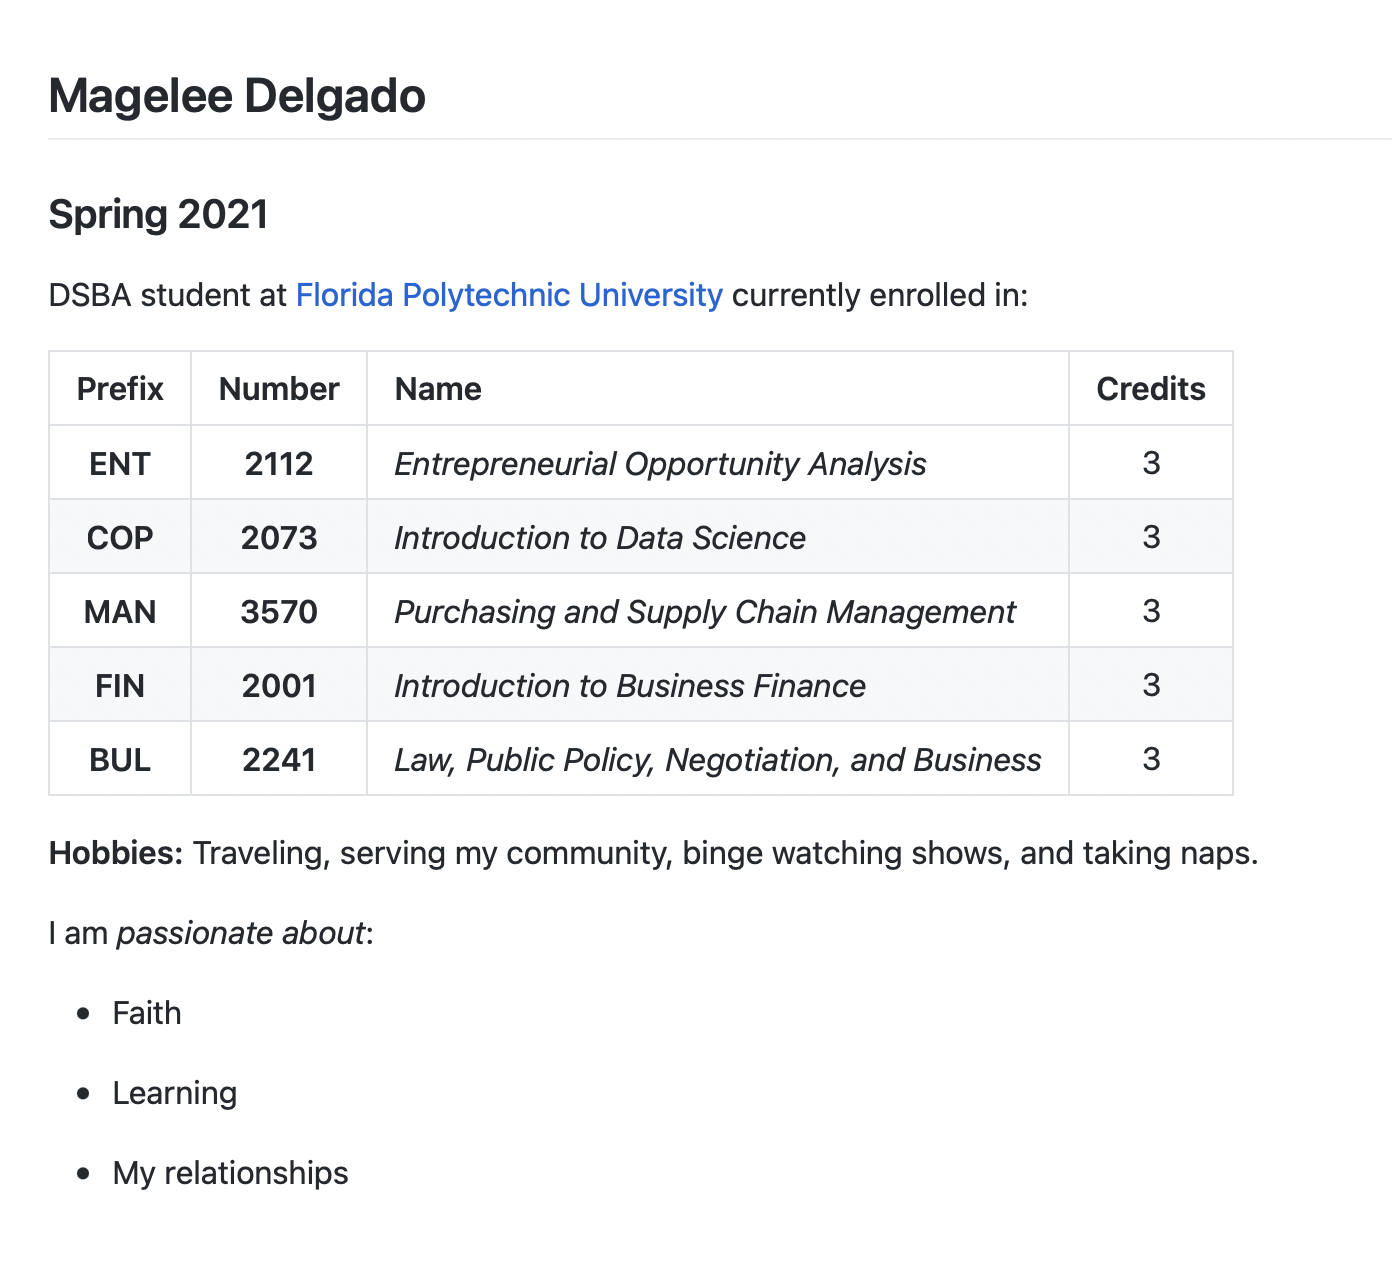 Magelee Delgado
Spring 2021
DSBA student at Florida Polytechnic University currently enrolled in:
Prefix Number Name Credits
ENT 2112 Entrepreneurial Opportunity Analysis 3
COP 2073 Introduction to Data Science 3
MAN 3570 Purchasing and Supply Chain Management 3
FIN 2001 Introduction to Business Finance 3
BUL 2241 Law, Public Policy, Negotiation, and Business 3
Hobbies: Traveling, serving my community, binge watching shows, and taking naps.
I am passionate about:
• Faith
• Learning
• My relationships